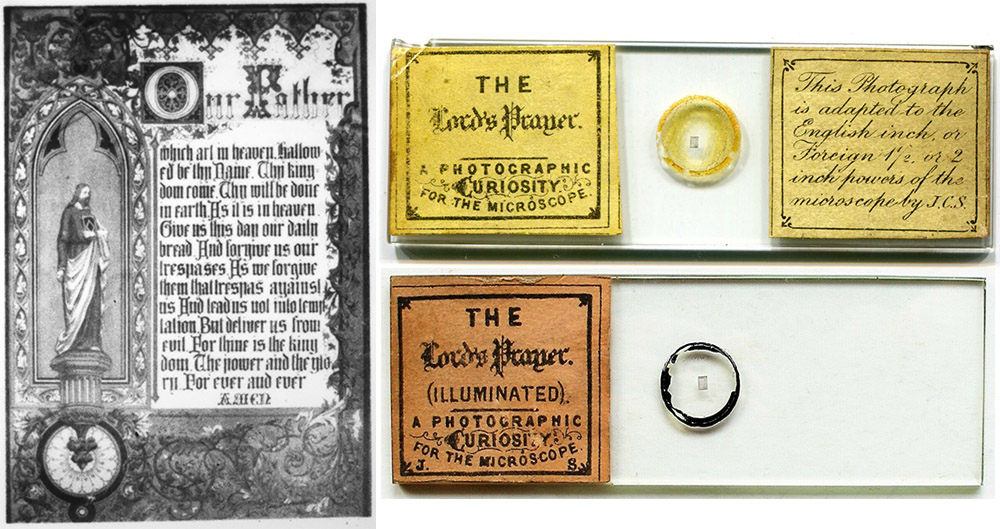 Our Father
which art in heaven. Hallow
ed be thy Name. Thy king
dom come. Thy will be done
in earth. As it is in heaven.
Give us this day our daily
bread. And forgive us our
trespases. As we forgive
them that trespas against
us. And lead us not into temp
tation. But deliver us from
evil. For thine is the king
dom. The power and the glo
ry. For ever and ever
AMEN
THE
Lord's Prayer.
A PHOTOGRAPHIC
CURIOSITY
FOR THE MICROSCOPE.
This Photograph
is adapted to the
English inch, or
Foreign 1½ or 2
inch powers of the
microscope by J.C.S.
THE
Lord's Prayer.
(ILLUMINATED).
A PHOTOGRAPHIC
CURIOSITY
FOR THE MICROSCOPE.
J. S.